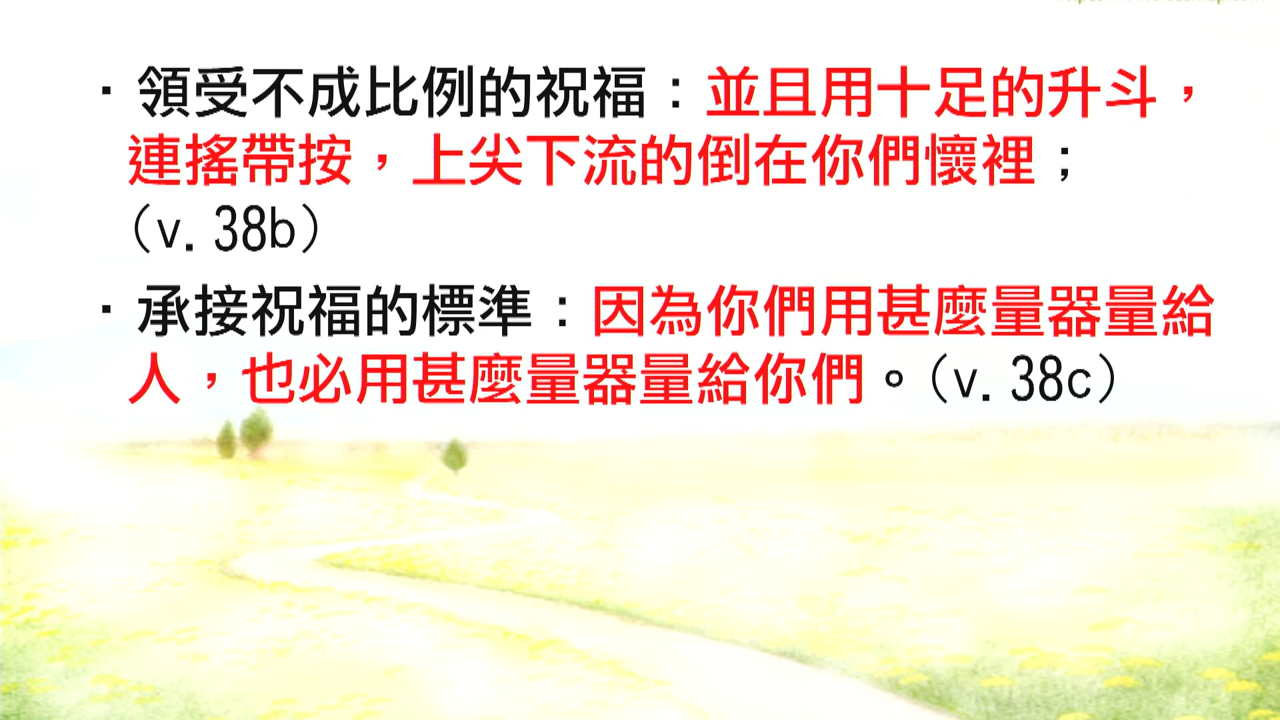 · 領受不成比例的祝福：並且用十足的升斗，
連搖帶按，上尖下流的倒在你們懷裡；
(v. 38b)
· 承接祝福的標準：因為你們用甚麼量器量給
人，也必用甚麼量器量給你們。(v. 38c)